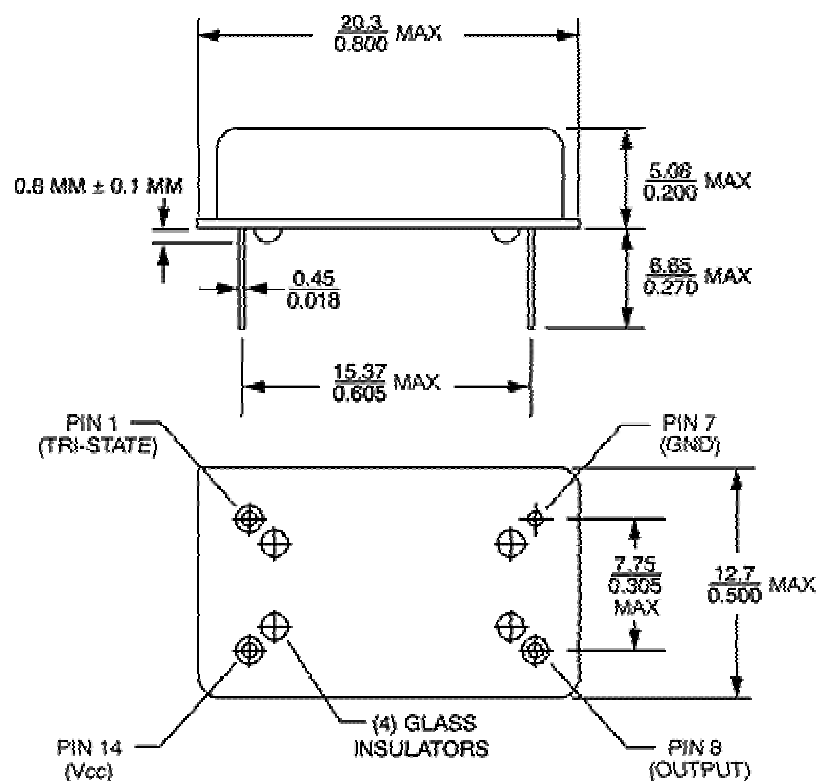 20.3
0.800 MAX
5.08
0.200 MAX
0.8 MM ± 0.1 MM
6.65
0.270 MAX
0.45
0.018
15.37
0.605 MAX
PIN 1
(TRI-STATE)
PIN 7
(GND)
7.75
0.305
MAX
12.7
0.500 MAX
PIN 14
(Vcc)
(4) GLASS
INSULATORS
PIN 8
(OUTPUT)